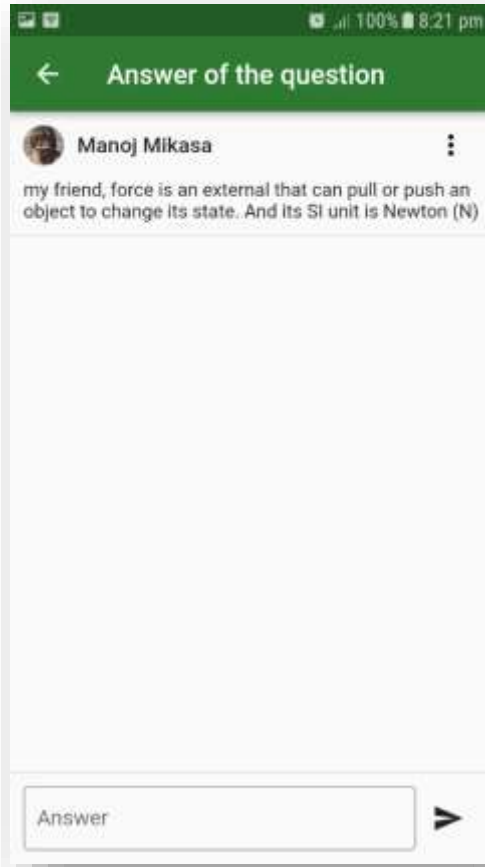 100% 8:21 pm
Answer of the question
Manoj Mikasa
my friend, force is an external that can pull or push an
object to change its state. And its SI unit is Newton (N)
Answer